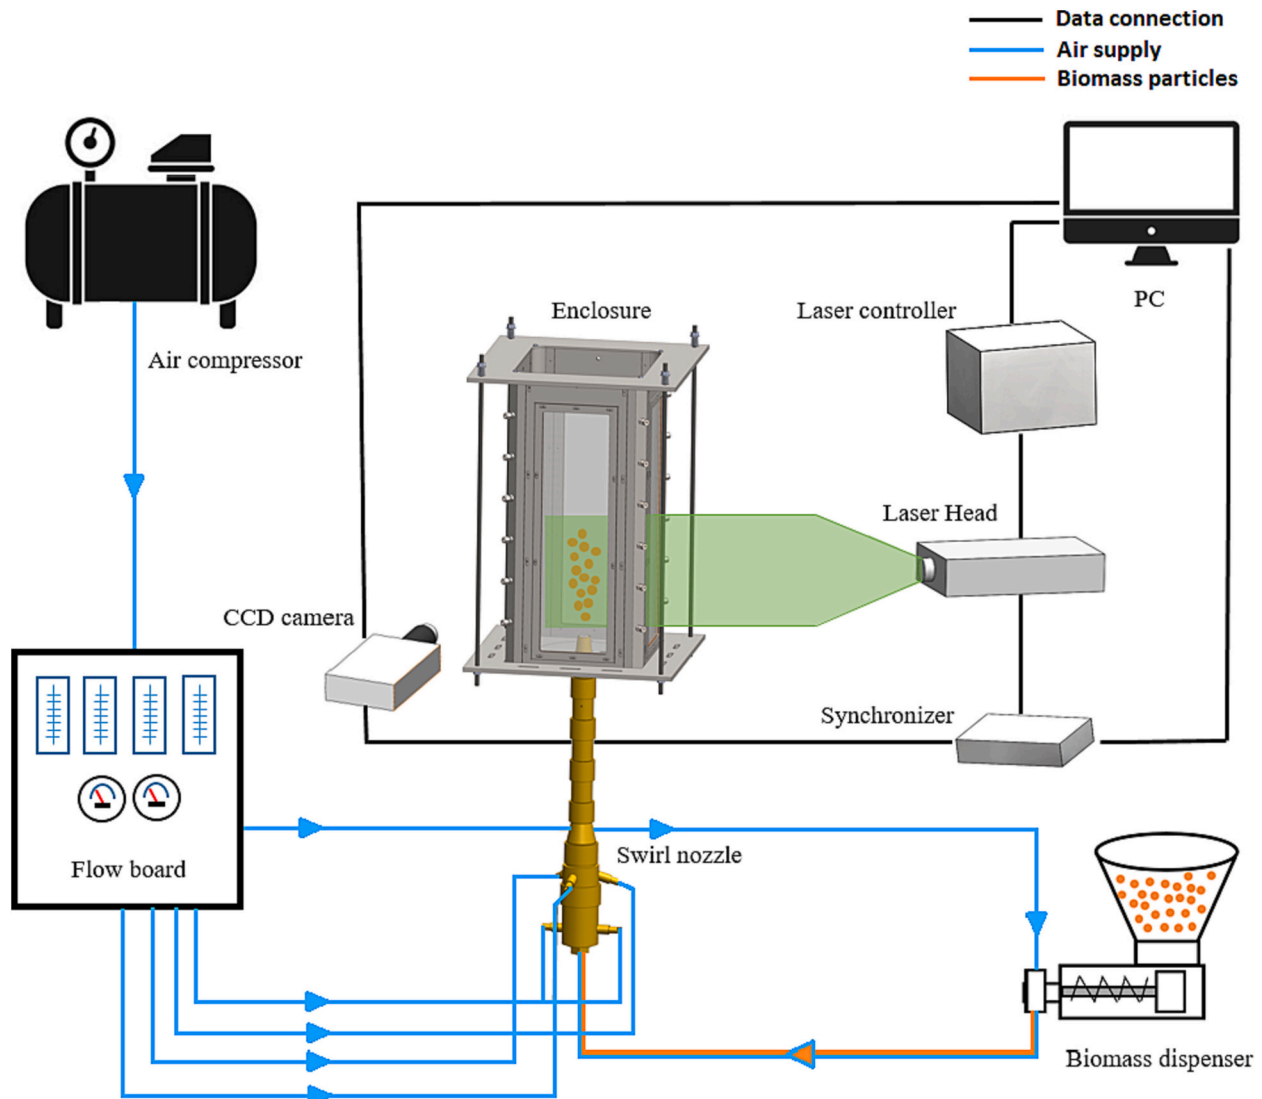 Data connection
Air supply
Biomass particles
PC
Enclosure
Laser controller
Air compressor
Laser Head
CCD camera
Synchronizer
Swirl nozzle
Flow board
Biomass dispenser